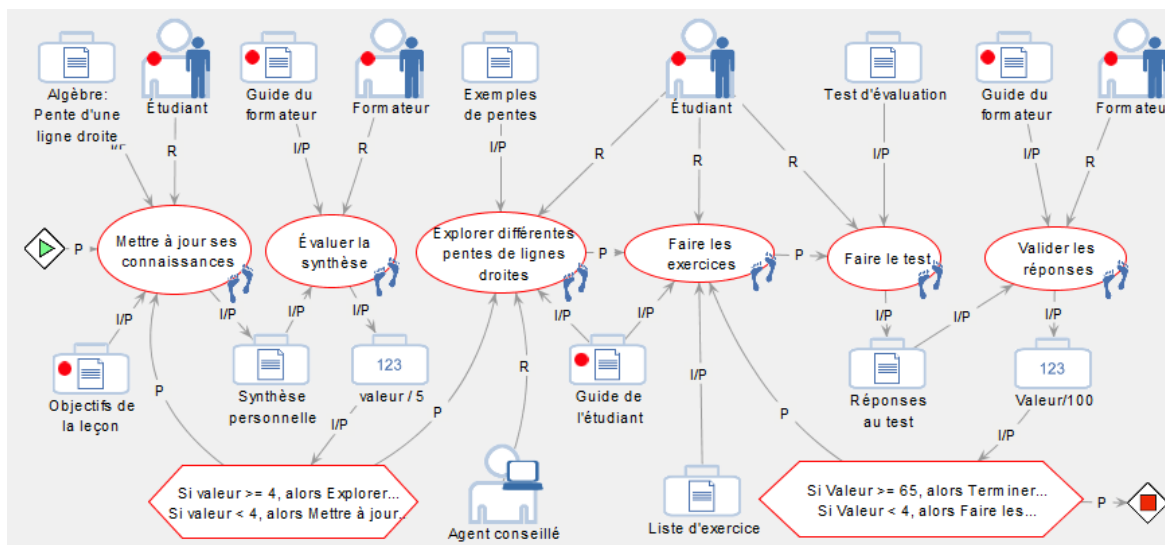 Algèbre:
Pente d'une
ligne droite
Étudiant
Guide du
formateur
Formateur
Exemples
de pentes
Étudiant
Test d'évaluation
Guide du
formateur
Formateur
I/P
R
I/P
R
I/P
R
R
R
I/P
I/P
R
P
Mettre à jour ses
connaissances
Évaluer la
synthèse
Explorer différentes
pentes de lignes
droites
P
Faire les
exercices
P
Faire le test
Valider les
réponses
I/P
I/P
I/P
I/P
I/P
I/P
I/P
I/P
I/P
Objectifs de
la leçon
P
Synthèse
personnelle
123
valeur / 5
I/P
P
R
Guide de
l'étudiant
I/P
P
Réponses
au test
123
Valeur/100
I/P
Si valeur >= 4, alors Explorer...
Si valeur < 4, alors Mettre à jour..
Agent conseillé
Liste d'exercice
Si Valeur >= 65, alors Terminer...
Si Valeur < 4, alors Faire les...
P